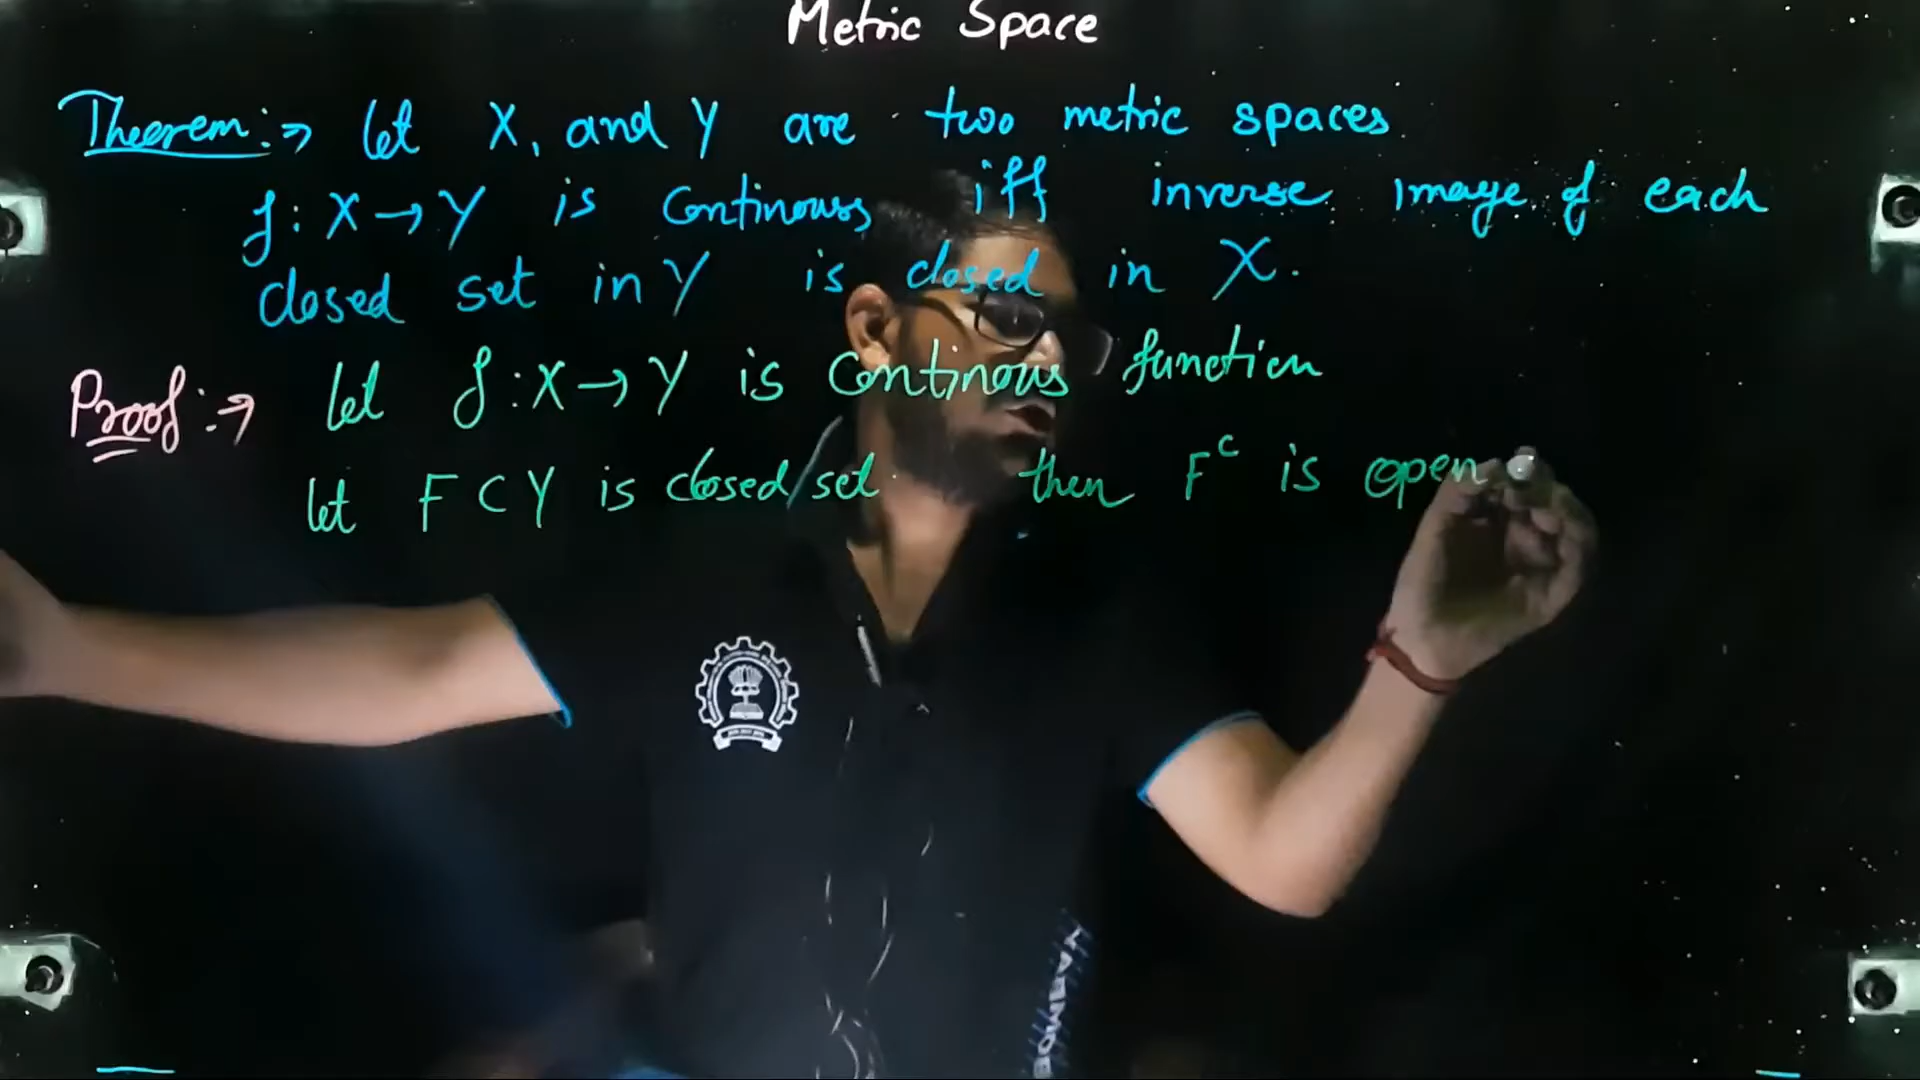 Metric Space
Theorem:→ let X, and Y are two metric spaces
f: X→Y is Continouss iff inverse image of each
closed set in Y is closed in X.
Proof:→ let f: X→Y is Continous function
let F ⊂ Y is closed set then F^c is open